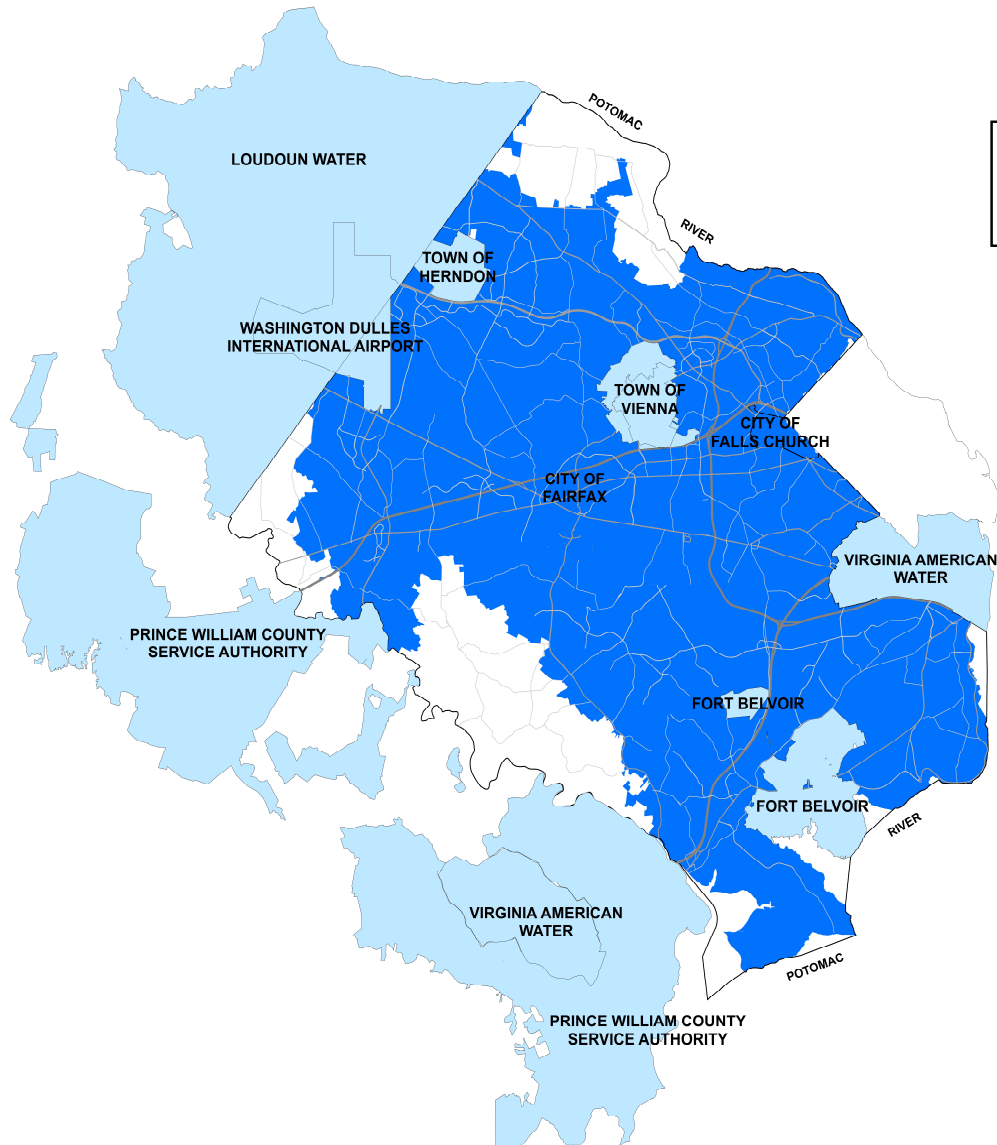 POTOMAC
LOUDOUN WATER
RIVER
TOWN OF
HERNDON
WASHINGTON DULLES
INTERNATIONAL AIRPORT
TOWN OF
VIENNA
CITY OF
FALLS CHURCH
CITY OF
FAIRFAX
VIRGINIA AMERICAN
WATER
PRINCE WILLIAM COUNTY
SERVICE AUTHORITY
FORT BELVOIR
FORT BELVOIR
RIVER
VIRGINIA AMERICAN
WATER
POTOMAC
PRINCE WILLIAM COUNTY
SERVICE AUTHORITY